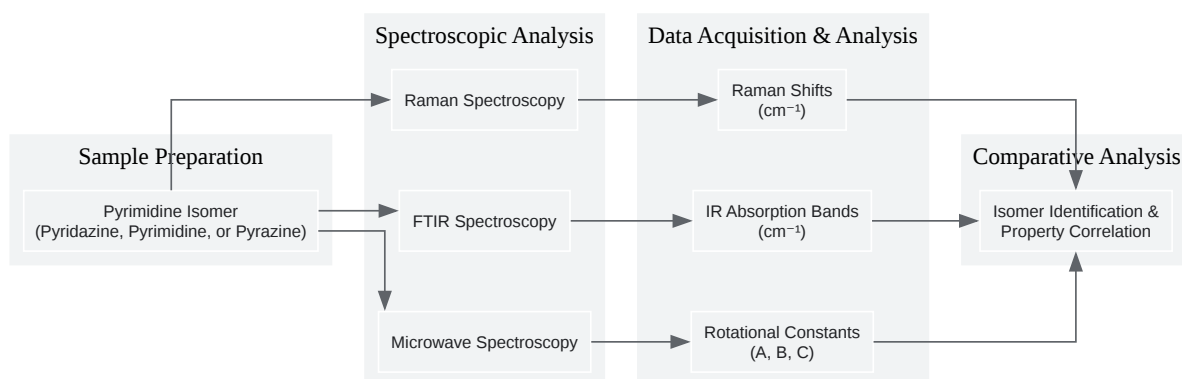 Spectroscopic Analysis
Data Acquisition & Analysis
Raman Spectroscopy
Raman Shifts
(cm⁻¹)
Sample Preparation
Comparative Analysis
Pyrimidine Isomer
(Pyridazine, Pyrimidine, or Pyrazine)
FTIR Spectroscopy
IR Absorption Bands
(cm⁻¹)
Isomer Identification &
Property Correlation
Microwave Spectroscopy
Rotational Constants
(A, B, C)